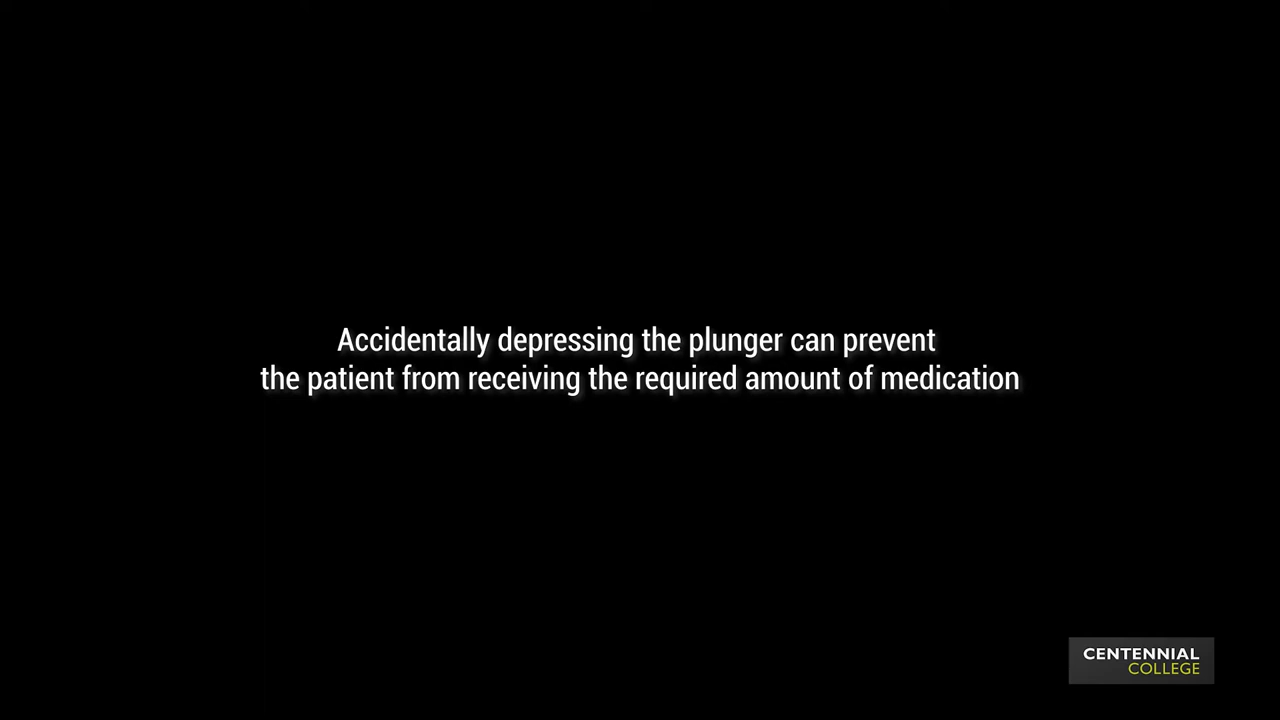 Accidentally depressing the plunger can prevent
the patient from receiving the required amount of medication
CENTENNIAL
COLLEGE